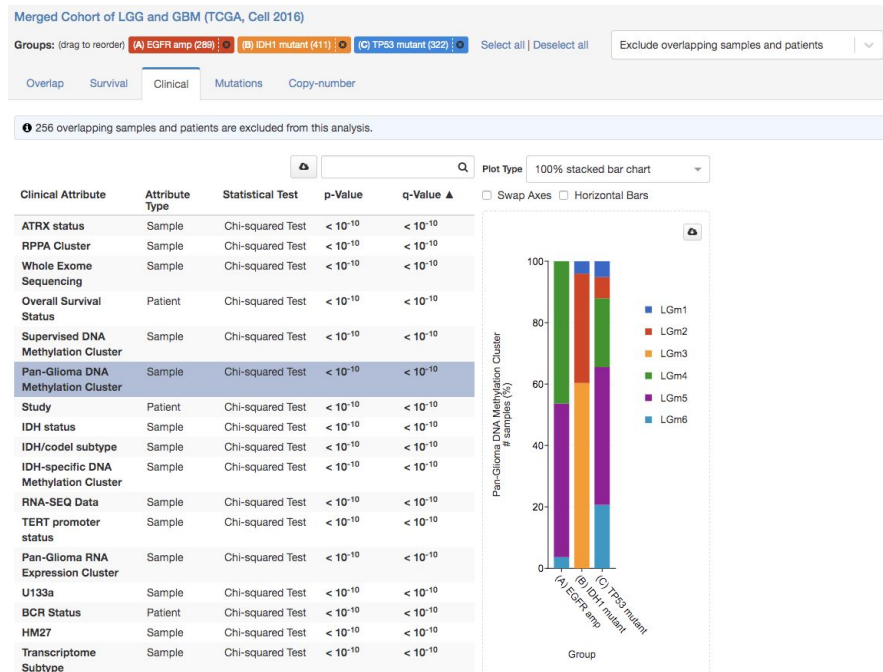 Merged Cohort of LGG and GBM (TCGA, Cell 2016)
Groups: (drag to reorder) (A) EGFR amp (289) (B) IDH1 mutant (411) (C) TP53 mutant (322) Select all | Deselect all Exclude overlapping samples and patients
Overlap Survival Clinical Mutations Copy-number
256 overlapping samples and patients are excluded from this analysis.
Plot Type 100% stacked bar chart
Swap Axes Horizontal Bars
Clinical Attribute Attribute Type Statistical Test p-Value q-Value ▲
ATRX status Sample Chi-squared Test < 10⁻¹⁰ < 10⁻¹⁰
RPPA Cluster Sample Chi-squared Test < 10⁻¹⁰ < 10⁻¹⁰
Whole Exome Sequencing Sample Chi-squared Test < 10⁻¹⁰ < 10⁻¹⁰
Overall Survival Status Patient Chi-squared Test < 10⁻¹⁰ < 10⁻¹⁰
Supervised DNA Methylation Cluster Sample Chi-squared Test < 10⁻¹⁰ < 10⁻¹⁰
Pan-Glioma DNA Methylation Cluster Sample Chi-squared Test < 10⁻¹⁰ < 10⁻¹⁰
Study Patient Chi-squared Test < 10⁻¹⁰ < 10⁻¹⁰
IDH status Sample Chi-squared Test < 10⁻¹⁰ < 10⁻¹⁰
IDH/codel subtype Sample Chi-squared Test < 10⁻¹⁰ < 10⁻¹⁰
IDH-specific DNA Methylation Cluster Sample Chi-squared Test < 10⁻¹⁰ < 10⁻¹⁰
RNA-SEQ Data Sample Chi-squared Test < 10⁻¹⁰ < 10⁻¹⁰
TERT promoter status Sample Chi-squared Test < 10⁻¹⁰ < 10⁻¹⁰
Pan-Glioma RNA Expression Cluster Sample Chi-squared Test < 10⁻¹⁰ < 10⁻¹⁰
U133a Sample Chi-squared Test < 10⁻¹⁰ < 10⁻¹⁰
BCR Status Patient Chi-squared Test < 10⁻¹⁰ < 10⁻¹⁰
HM27 Sample Chi-squared Test < 10⁻¹⁰ < 10⁻¹⁰
Transcriptome Subtype Sample Chi-squared Test < 10⁻¹⁰ < 10⁻¹⁰
Pan-Glioma DNA Methylation Cluster
# samples (%)
100
80
60
40
20
0
(A) EGFR amp
(B) IDH1 mutant
(C) TP53 mutant
Group
LGm1
LGm2
LGm3
LGm4
LGm5
LGm6